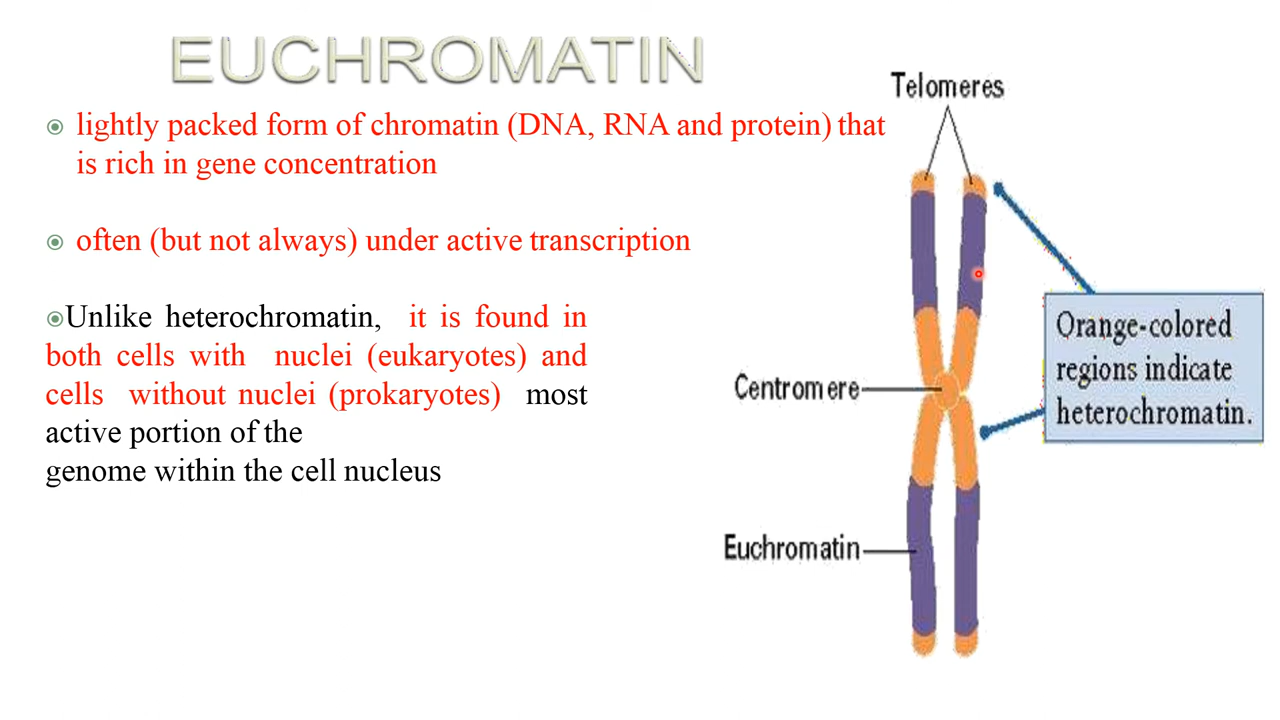 EUCHROMATIN
lightly packed form of chromatin (DNA, RNA and protein) that
is rich in gene concentration
often (but not always) under active transcription
Unlike heterochromatin, it is found in
both cells with nuclei (eukaryotes) and
cells without nuclei (prokaryotes) most
active portion of the
genome within the cell nucleus
Telomeres
Orange-colored
regions indicate
heterochromatin.
Centromere
Euchromatin